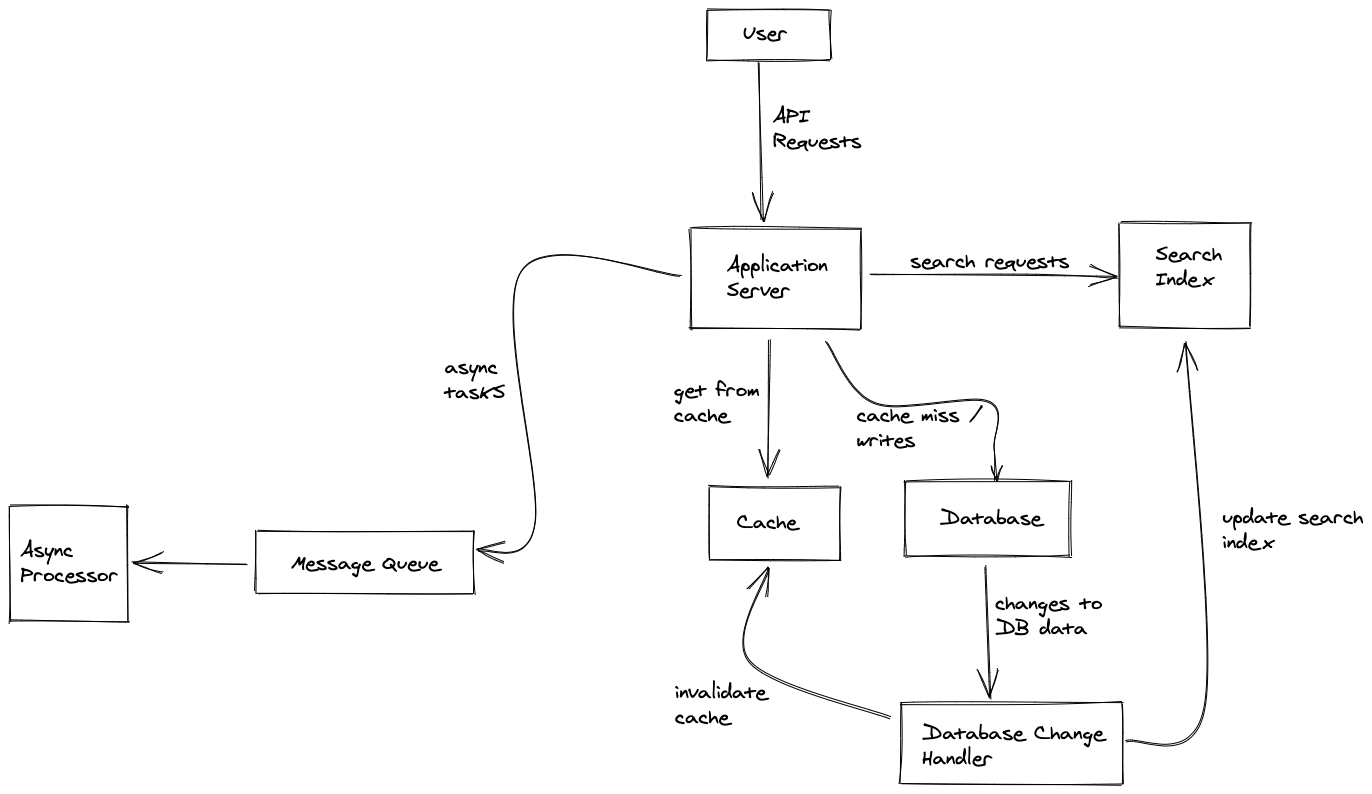 User
API
Requests
Application
Server
search requests
Search
Index
async
tasks
get from
cache
cache miss /
writes
Cache
Database
update search
index
Async
Processor
Message Queue
changes to
DB data
invalidate
cache
Database Change
Handler